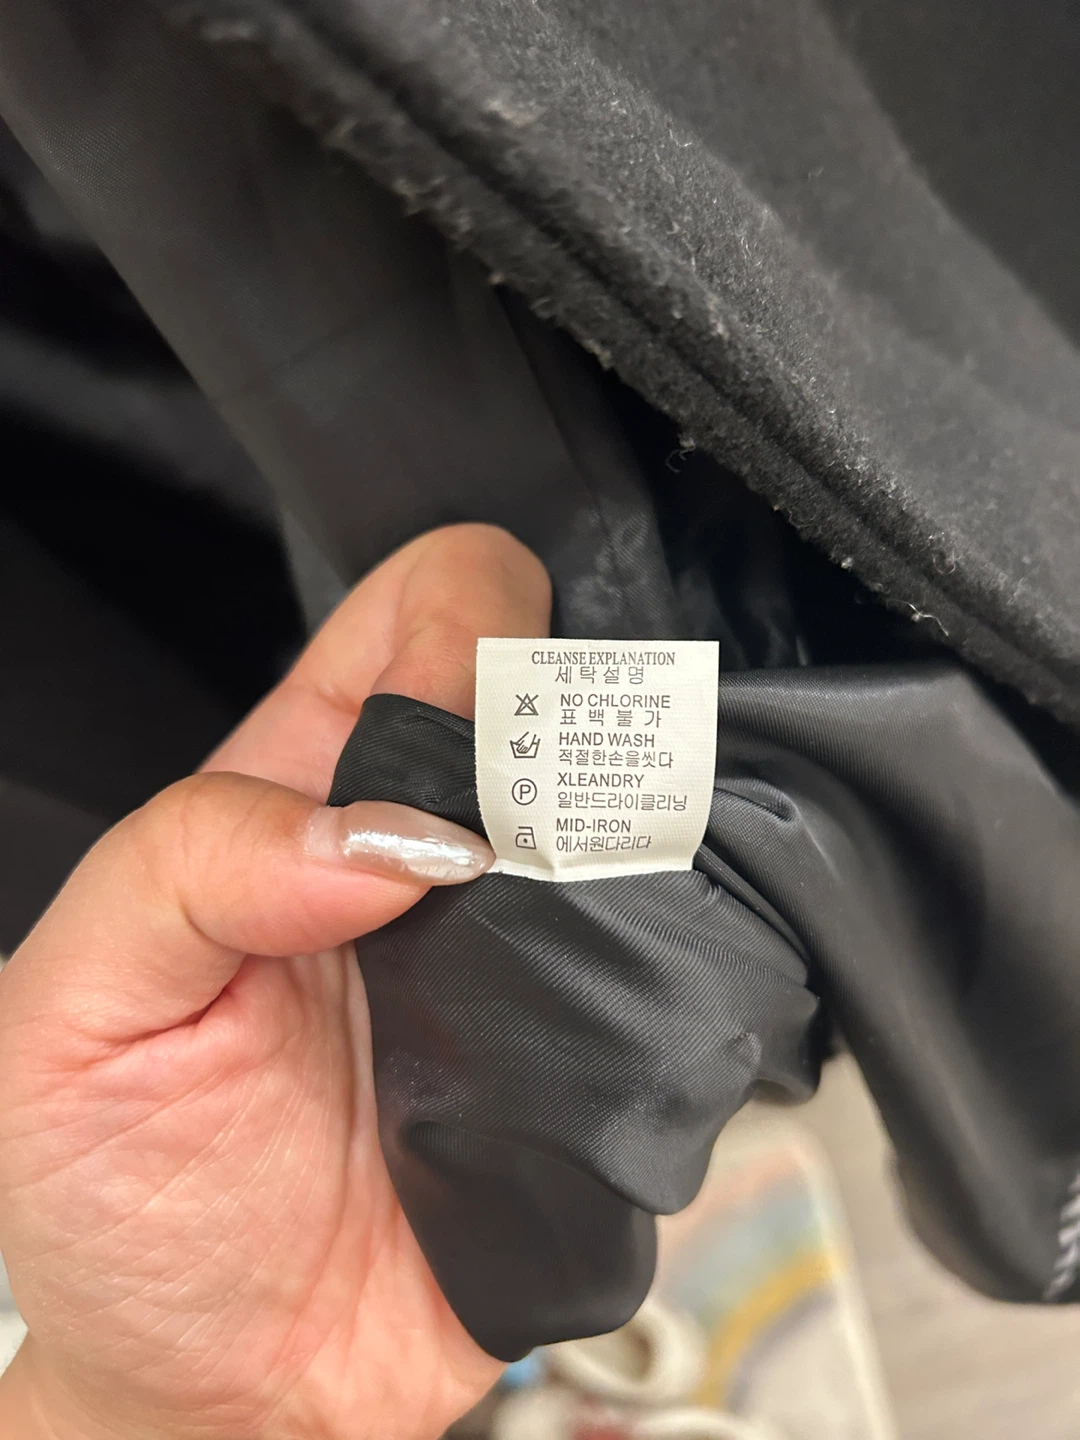 CLEANSE EXPLANATION
세탁설명
NO CHLORINE
표백불가
HAND WASH
적절한손을씻다
P
XLEANDRY
일반드라이클리닝
MID-IRON
에서원다리다